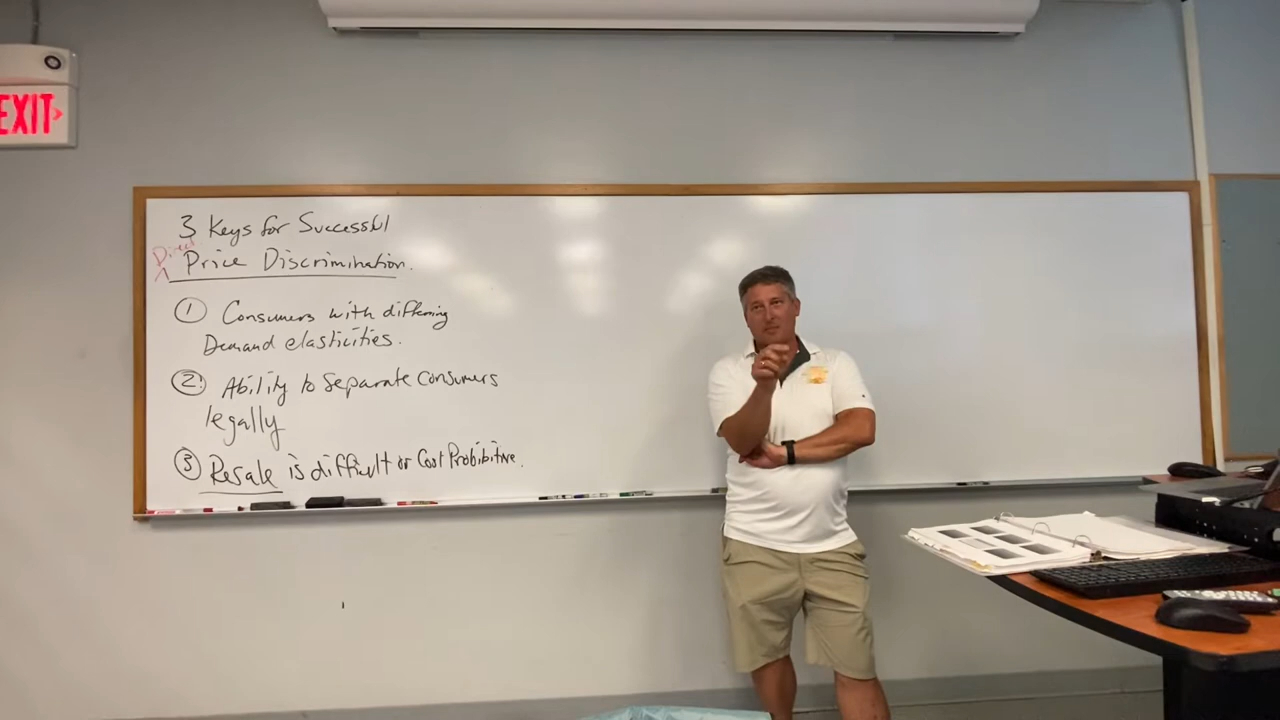 EXIT
3 Keys for Successful
Direct
Price Discrimination.
① Consumers with differing
Demand elasticities.
② Ability to Separate Consumers
legally
③ Resale is difficult or Cost Prohibitive.